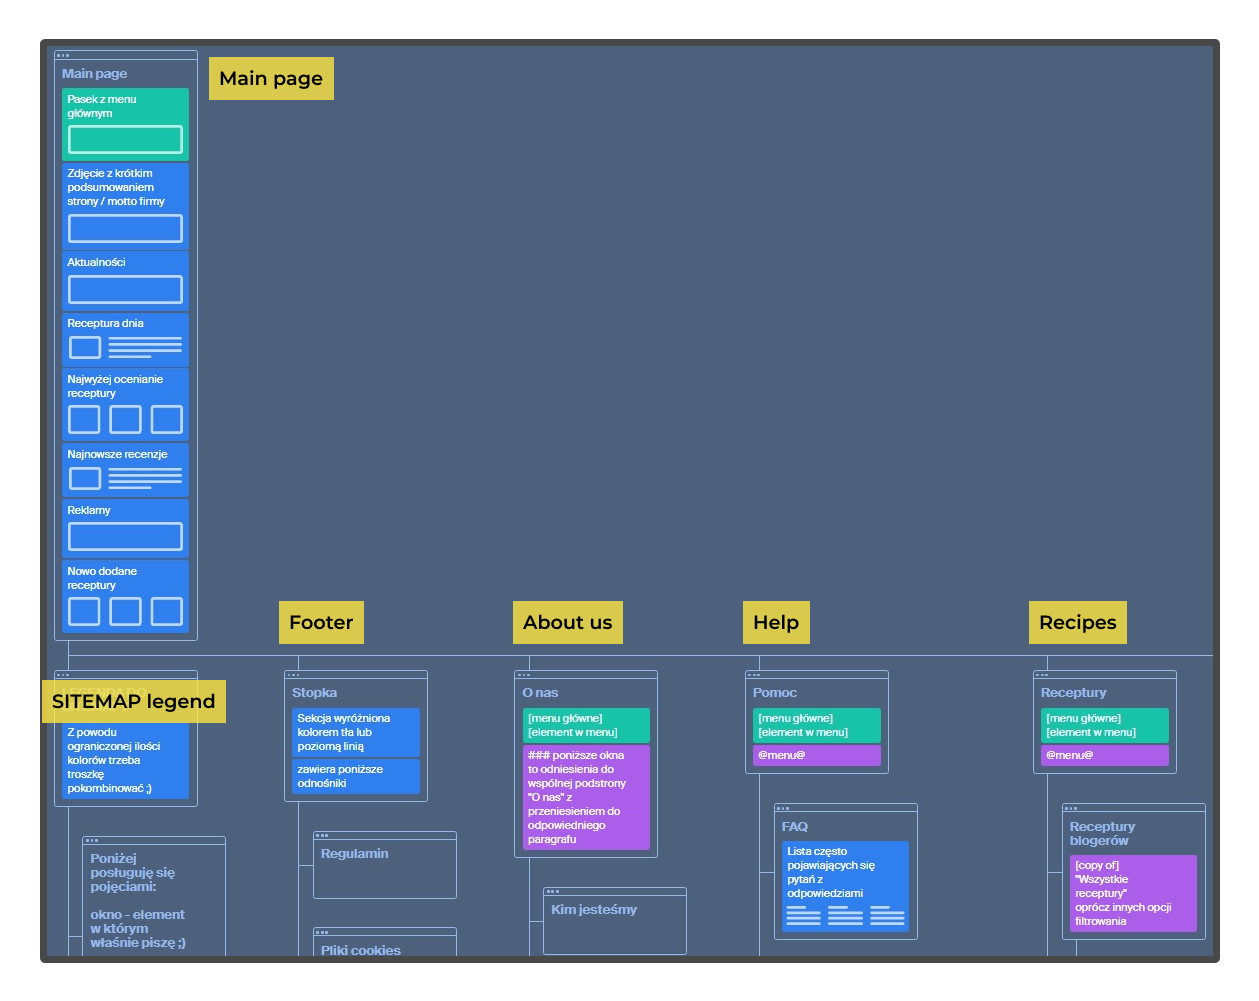 Main page
Main page
Pasek z menu
głównym
Zdjęcie z krótkim
podsumowaniem
strony / motto firmy
Aktualności
Receptura dnia
Najwyżej ocenianie
receptury
Najnowsze recenzje
Reklamy
Nowo dodane
receptury
Footer
About us
Help
Recipes
SITEMAP legend
Z powodu
ograniczonej ilości
kolorów trzeba
troszkę
pokombinować ;)
Poniżej
posługuję się
pojęciami:
okno - element
w którym
właśnie piszę ;)
Stopka
Sekcja wyróżniona
kolorem tła lub
poziomą linią
zawiera poniższe
odnośniki
Regulamin
Pliki cookies
O nas
[menu główne]
[element w menu]
### poniższe okna
to odniesienia do
wspólnej podstrony
"O nas" z
przeniesieniem do
odpowiedniego
paragrafu
Kim jesteśmy
Pomoc
[menu główne]
[element w menu]
@menu@
FAQ
Lista często
pojawiających się
pytań z
odpowiedziami
Receptury
[menu główne]
[element w menu]
@menu@
Receptury
blogerów
[copy of]
"Wszystkie
receptury"
oprócz innych opcji
filtrowania